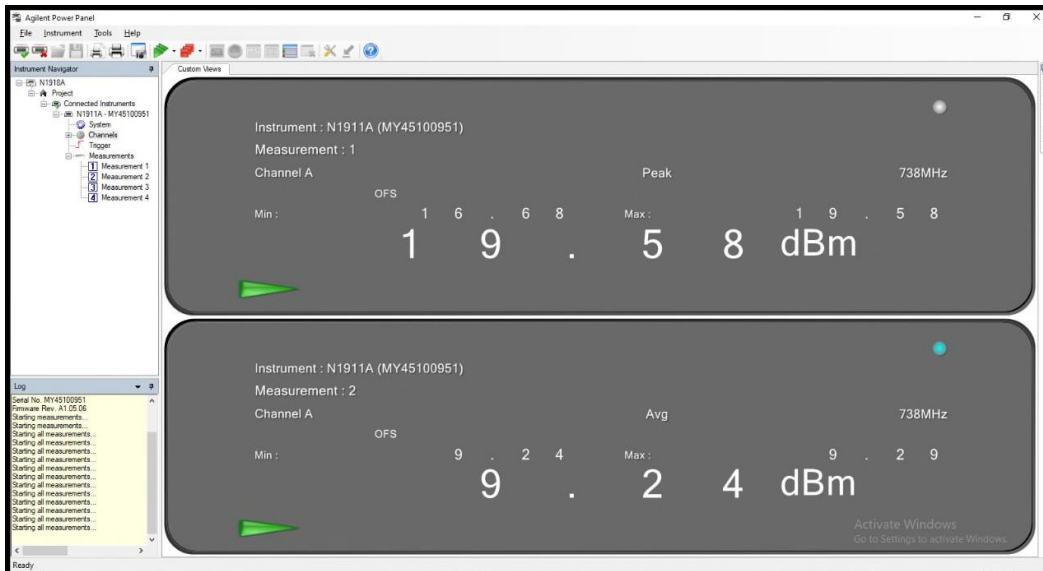 Agilent Power Panel
File Instrument Tools Help
Instrument Navigator
N1918A
Project
Connected Instruments
N1911A - MY45100951
System
Channels
Trigger
Measurements
1 Measurement 1
2 Measurement 2
3 Measurement 3
4 Measurement 4
Custom Views
Instrument : N1911A (MY45100951)
Measurement : 1
Channel A Peak 738MHz
OFS
Min : 16.68 Max : 19.58
19.58 dBm
Instrument : N1911A (MY45100951)
Measurement : 2
Channel A Avg 738MHz
OFS
Min : 9.24 Max : 9.29
9.24 dBm
Log
Serial No. MY45100951
Firmware Rev. A1.05.06
Starting measurements...
Starting measurements...
Starting all measurements...
Starting all measurements...
Starting all measurements...
Starting all measurements...
Starting all measurements...
Starting all measurements...
Starting all measurements...
Starting all measurements...
Starting all measurements...
Starting all measurements...
Starting all measurements...
Starting all measurements...
Activate Windows
Go to Settings to activate Windows.
Ready